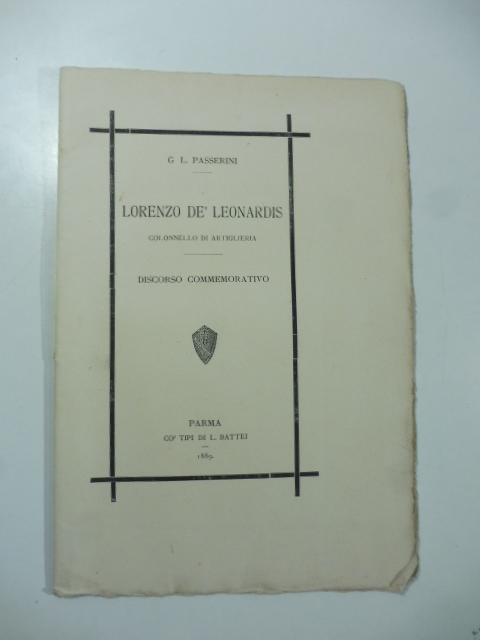 G L. PASSERINI
LORENZO DE' LEONARDIS
COLONNELLO DI ARTIGLIERIA
DISCORSO COMMEMORATIVO
PARMA
CO' TIPI DI L. BATTEI
1889.